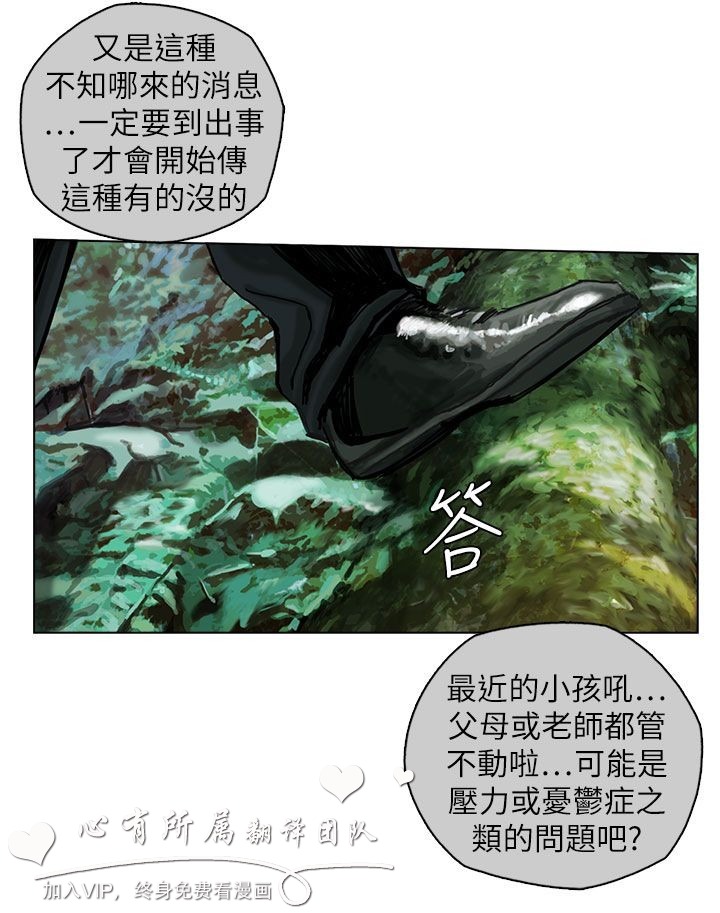 又是這種
不知哪來的消息
…一定要到出事
了才會開始傳
這種有的沒的
答
最近的小孩吼…
父母或老師都管
不動啦…可能是
壓力或憂鬱症之
類的問題吧?
心有所属翻译团队
加入VIP，终身免费看漫画